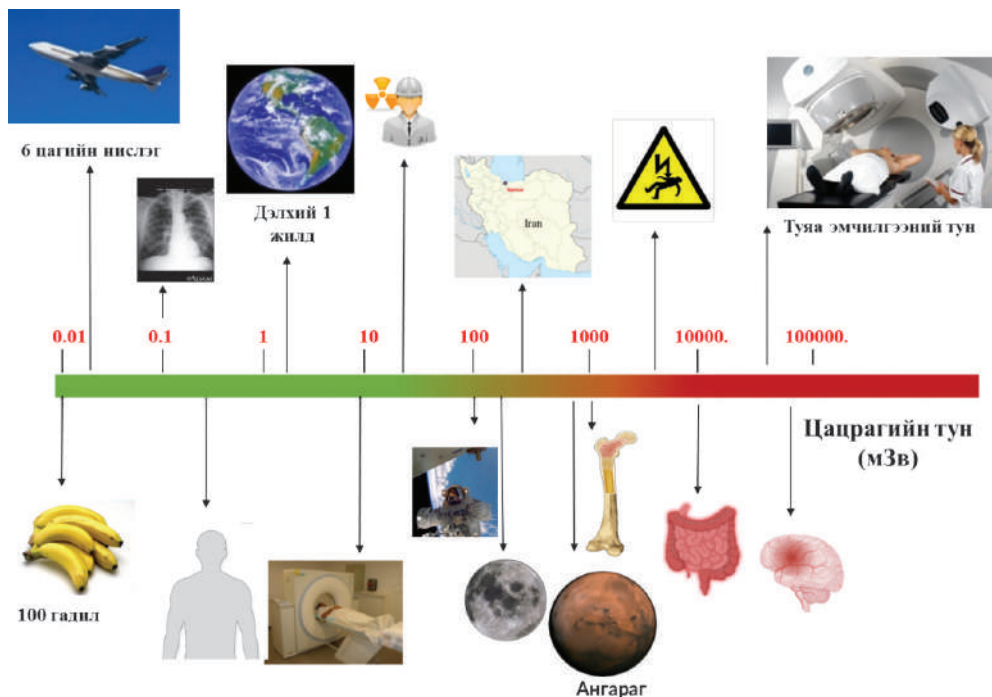 6 цагийн нислэг
Дэлхий 1
жилд
Iran
Туяа эмчилгээний тун
0.01
0.1
1
10
100
1000
10000.
100000.
Цацрагийн тун
(мЗв)
100 гадил
Ангараг